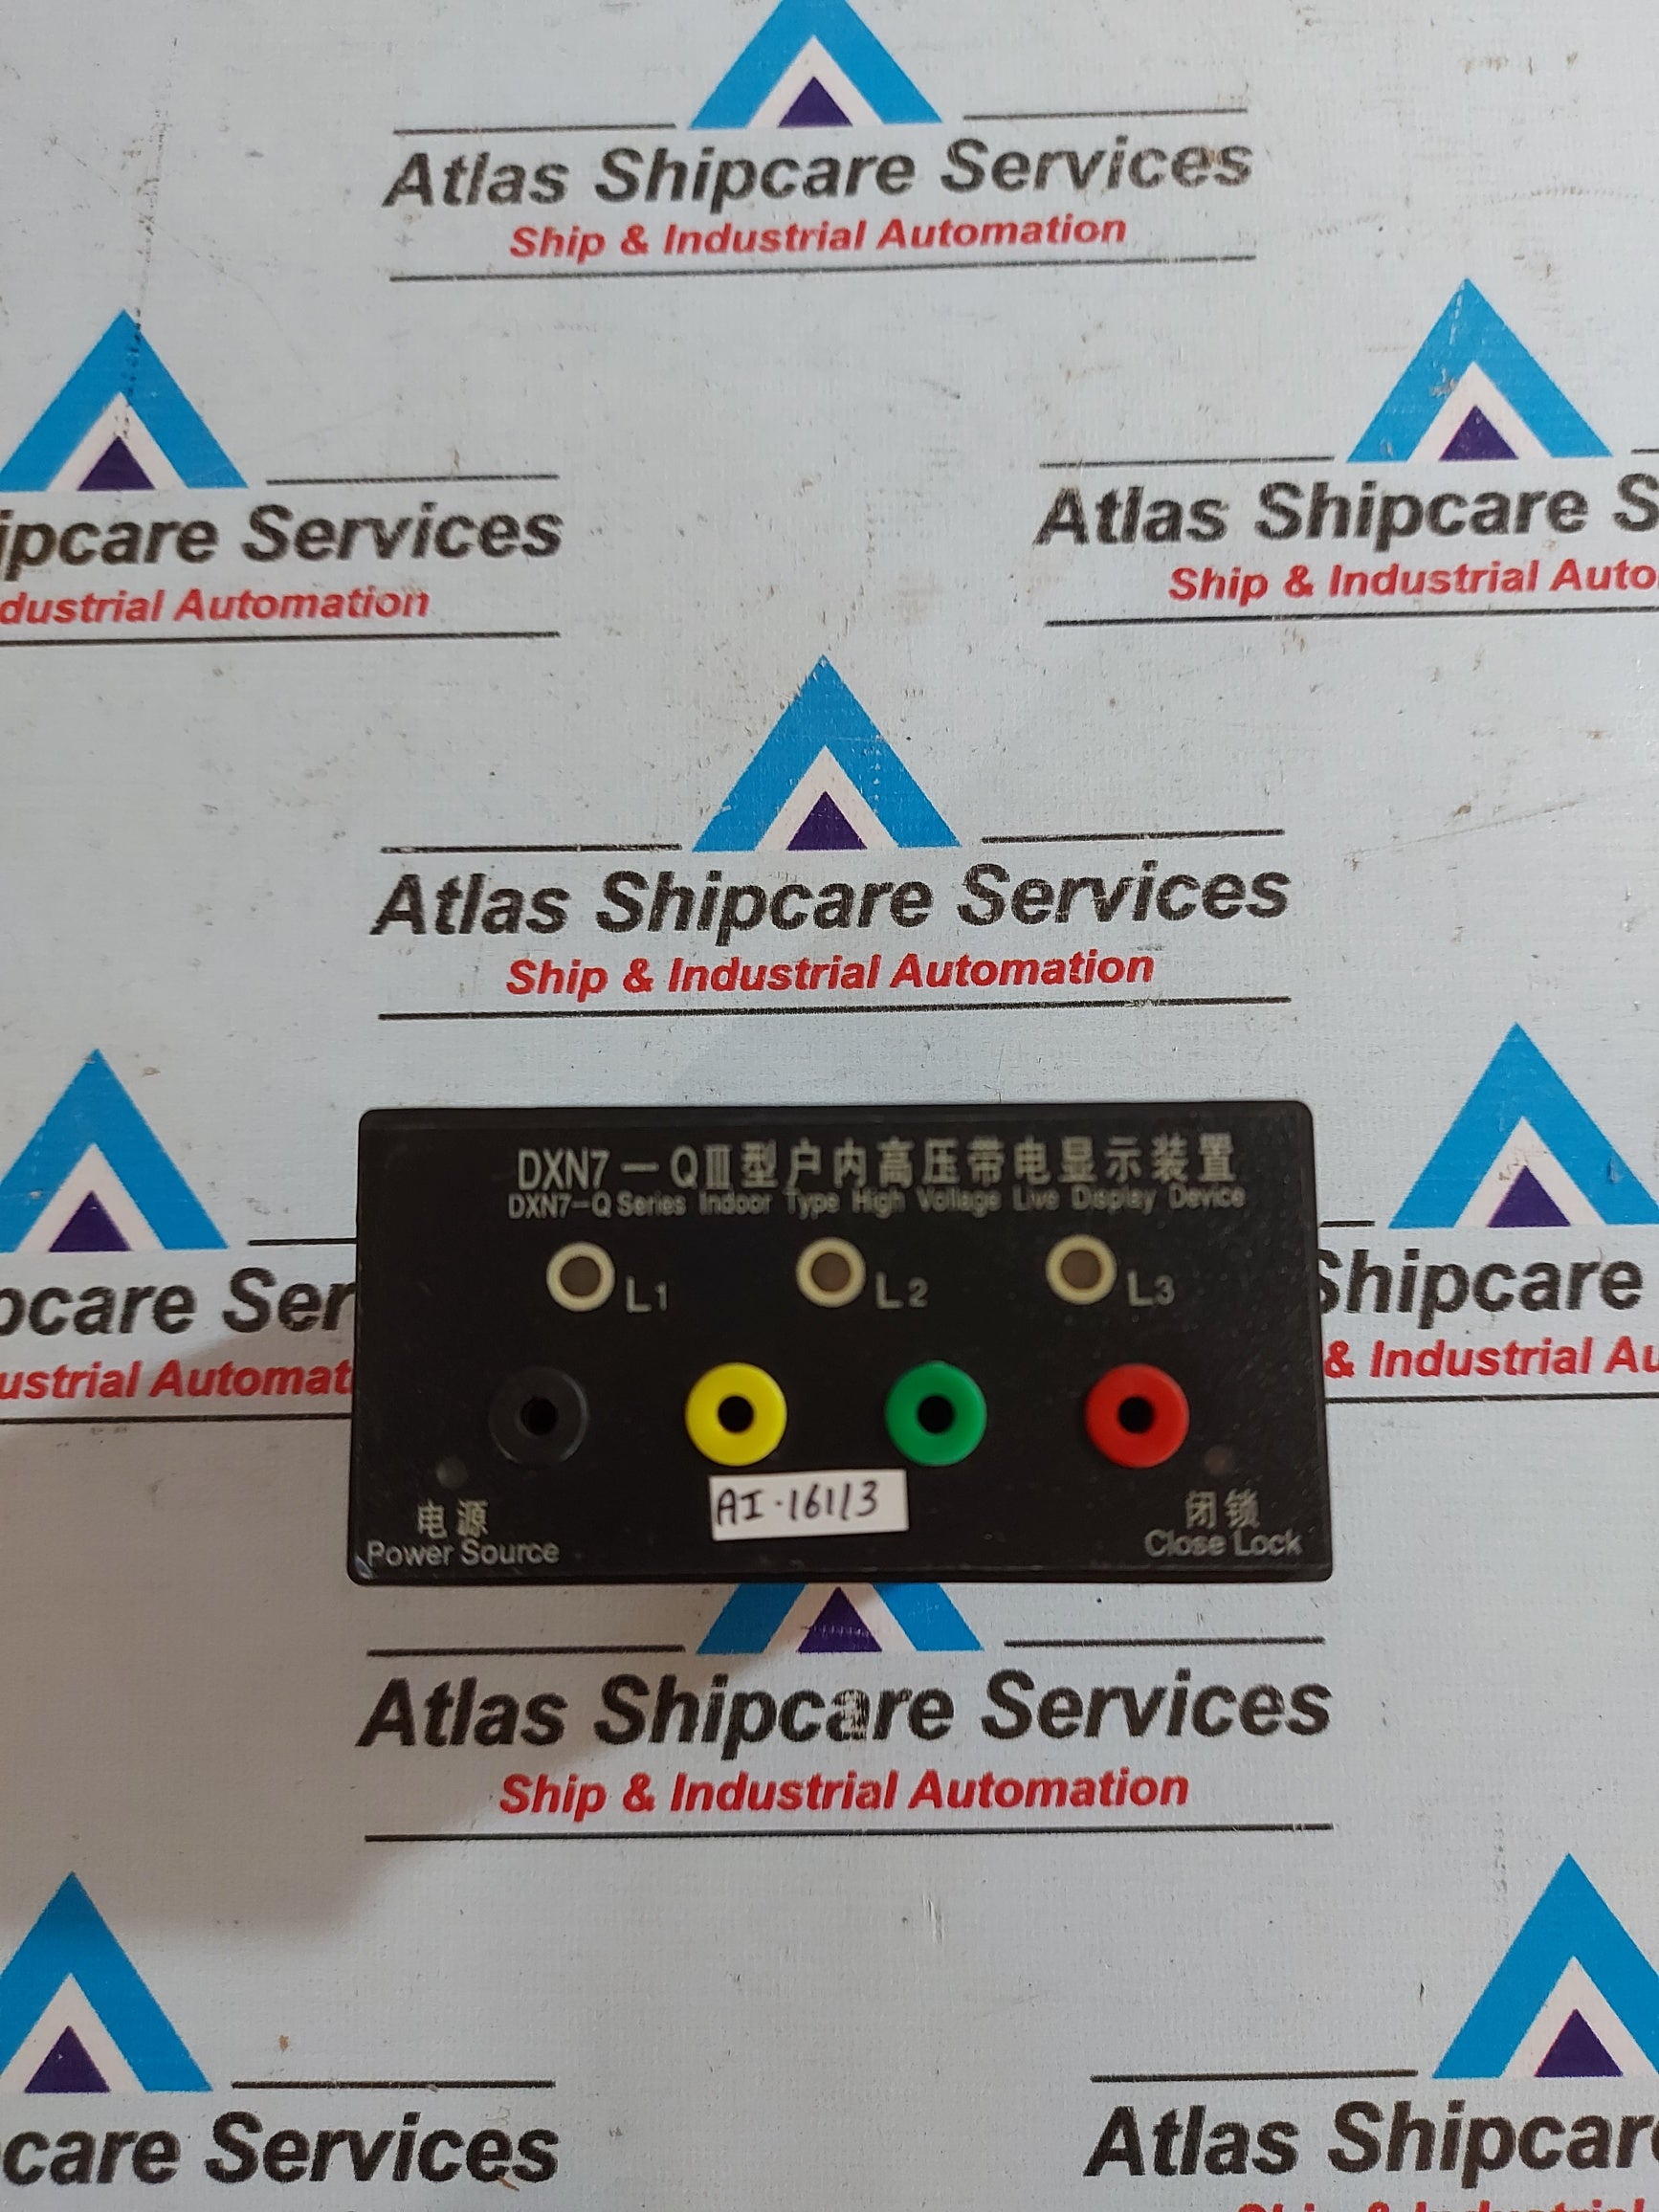 Atlas Shipcare Services
Ship & Industrial Automation
ipcare Services
dustrial Automation
Atlas Shipcare S
Ship & Industrial Auto
Atlas Shipcare Services
Ship & Industrial Automation
pcare Ser
ustrial Automat
Shipcare
& Industrial Au
DXN7－QⅢ型户内高压带电显示装置
DXN7-Q Series Indoor Type High Voltage Live Display Device
L1 L2 L3
电源
Power Source
AI-161/3
闭锁
Close Lock
Atlas Shipcare Services
Ship & Industrial Automation
care Services
Atlas Shipcar